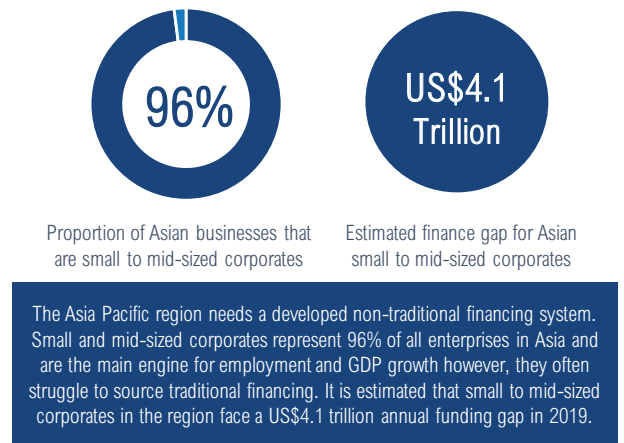 96%
US$4.1
Trillion
Proportion of Asian businesses that
are small to mid-sized corporates
Estimated finance gap for Asian
small to mid-sized corporates
The Asia Pacific region needs a developed non-traditional financing system.
Small and mid-sized corporates represent 96% of all enterprises in Asia and
are the main engine for employment and GDP growth however, they often
struggle to source traditional financing. It is estimated that small to mid-sized
corporates in the region face a US$4.1 trillion annual funding gap in 2019.